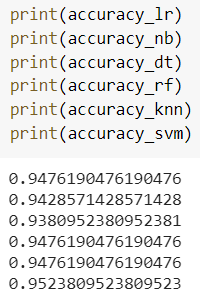 print(accuracy_lr)
print(accuracy_nb)
print(accuracy_dt)
print(accuracy_rf)
print(accuracy_knn)
print(accuracy_svm)
0.9476190476190476
0.9428571428571428
0.9380952380952381
0.9476190476190476
0.9476190476190476
0.9523809523809523